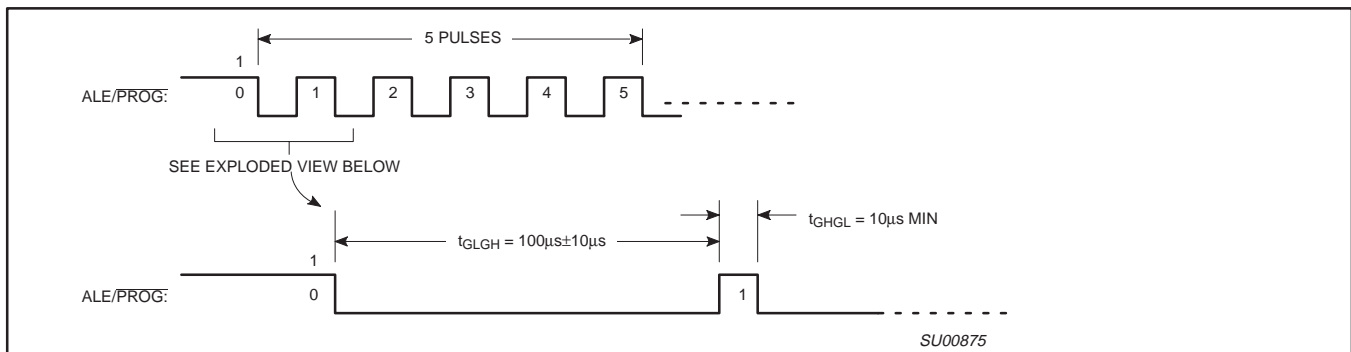 5 PULSES
1
ALE/PROG: 0 1 2 3 4 5
SEE EXPLODED VIEW BELOW
tGHGL = 10µs MIN
tGLGH = 100µs±10µs
1
ALE/PROG: 0 1
SU00875